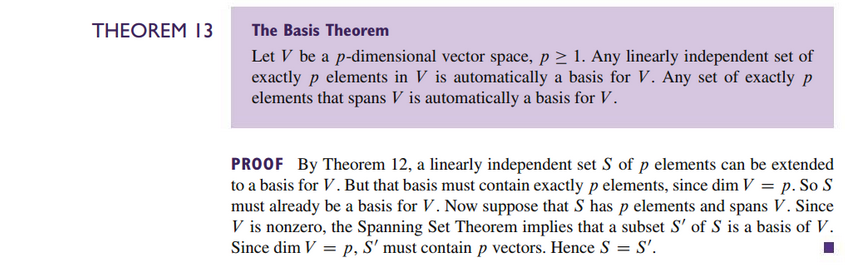 THEOREM 13
The Basis Theorem
Let V be a p-dimensional vector space, p ≥ 1. Any linearly independent set of
exactly p elements in V is automatically a basis for V. Any set of exactly p
elements that spans V is automatically a basis for V.
PROOF By Theorem 12, a linearly independent set S of p elements can be extended
to a basis for V. But that basis must contain exactly p elements, since dim V = p. So S
must already be a basis for V. Now suppose that S has p elements and spans V. Since
V is nonzero, the Spanning Set Theorem implies that a subset S′ of S is a basis of V.
Since dim V = p, S′ must contain p vectors. Hence S = S′. ■